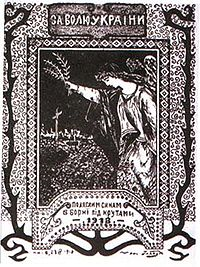 ЗА ВОЛЮ УКРАЇНИ
ПОЛЯГЛИМ СИНАМ
В БОРНІ ПІД КРУТАМИ
1918